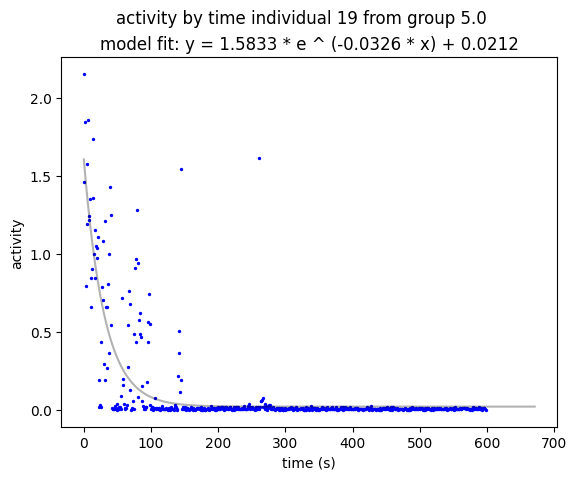 activity by time individual 19 from group 5.0
model fit: y = 1.5833 * e ^ (-0.0326 * x) + 0.0212
2.0
1.5
1.0
0.5
0.0
activity
0 100 200 300 400 500 600 700
time (s)